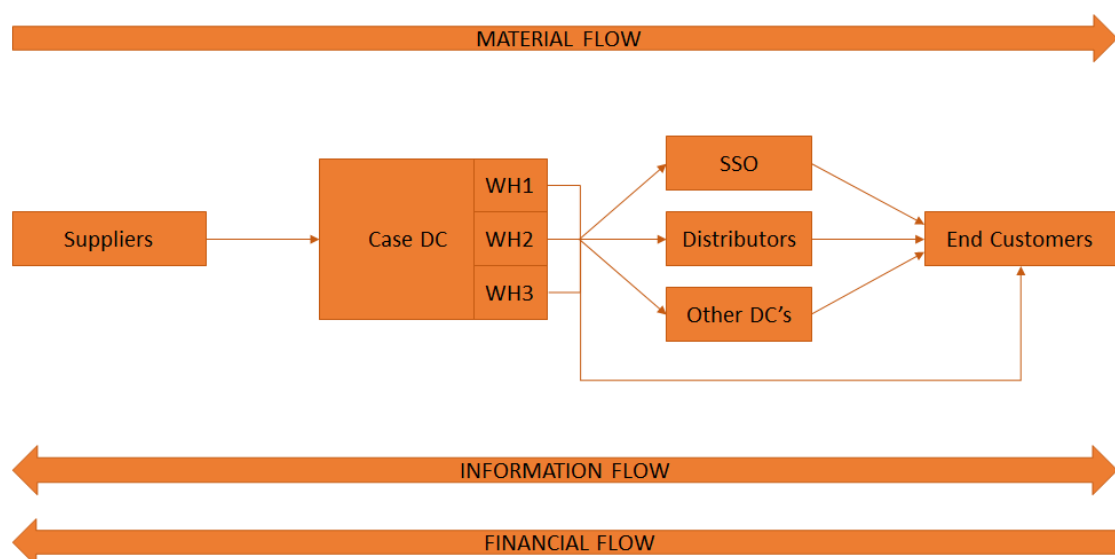 MATERIAL FLOW
SSO
WH1
Suppliers
Case DC
WH2
Distributors
End Customers
WH3
Other DC's
INFORMATION FLOW
FINANCIAL FLOW